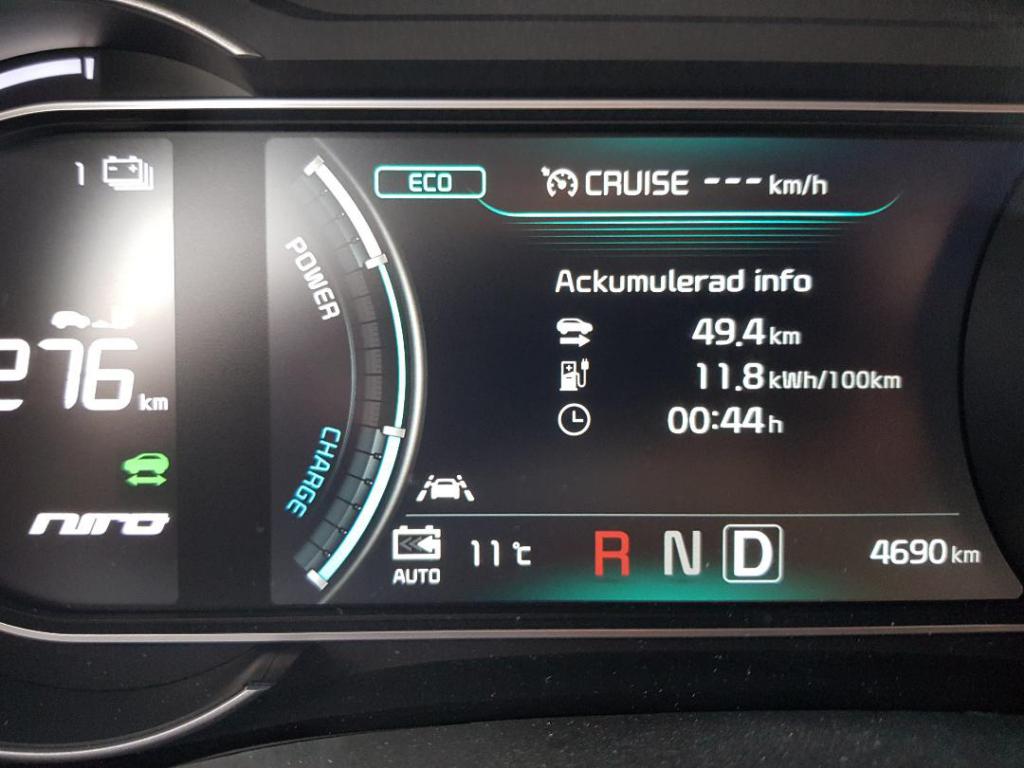 1
POWER
276 km
CHARGE
NIRO
ECO
CRUISE --- km/h
Ackumulerad info
49.4 km
11.8 kWh/100km
00:44 h
AUTO
11 °C
R N D
4690 km